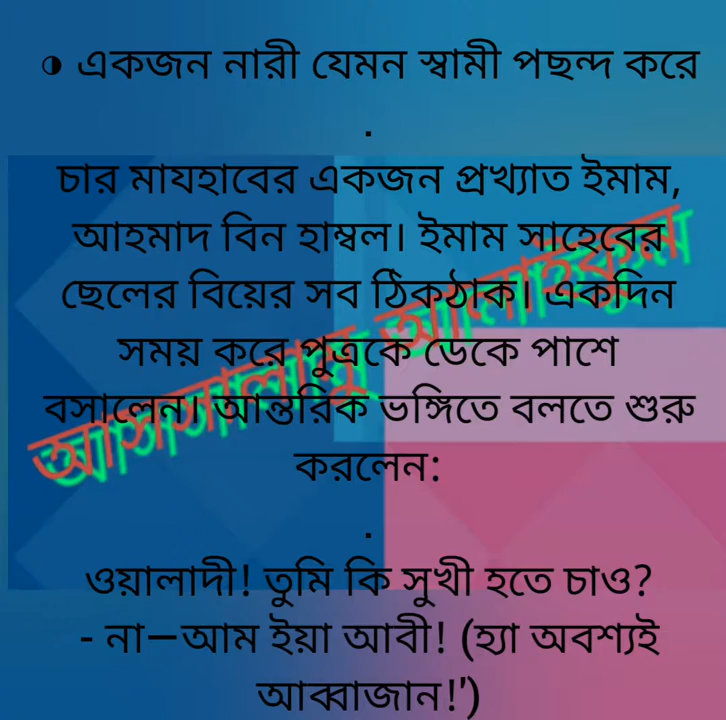 ◑ একজন নারী যেমন স্বামী পছন্দ করে
.
চার মাযহাবের একজন প্রখ্যাত ইমাম,
আহমাদ বিন হাম্বল। ইমাম সাহেবের
ছেলের বিয়ের সব ঠিকঠাক। একদিন
সময় করে পুত্রকে ডেকে পাশে
বসালেন। আন্তরিক ভঙ্গিতে বলতে শুরু
করলেন:
.
ওয়ালাদী! তুমি কি সুখী হতে চাও?
- না—আম ইয়া আবী! (হ্যা অবশ্যই
আব্বাজান!')
আসসালামু আলাইকুম